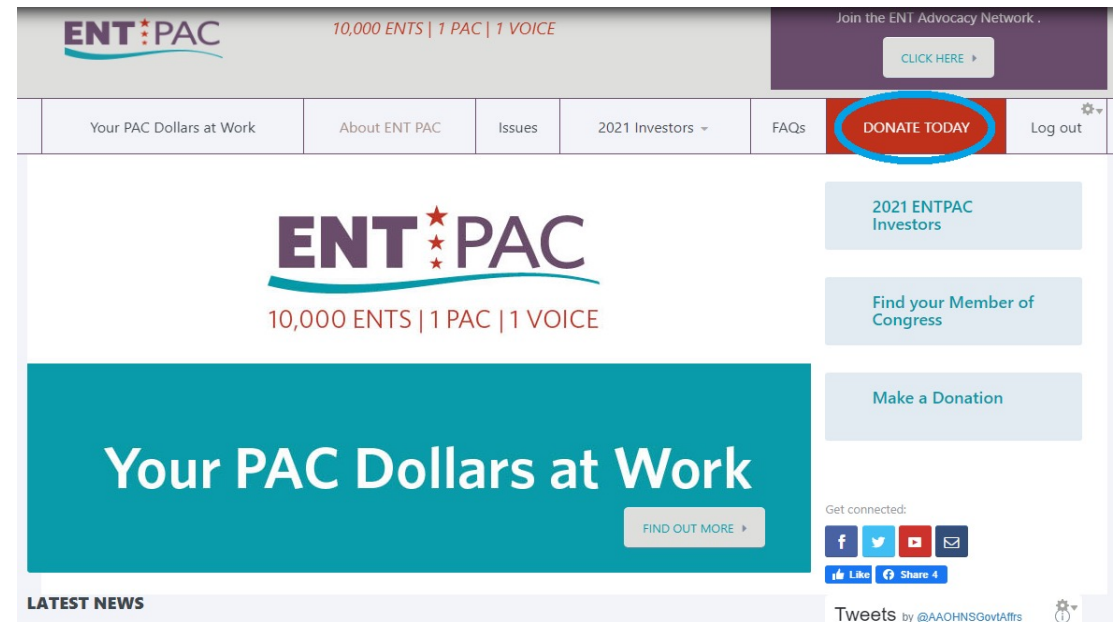 ENT PAC
10,000 ENTS | 1 PAC | 1 VOICE
Join the ENT Advocacy Network .
CLICK HERE
Your PAC Dollars at Work
About ENT PAC
Issues
2021 Investors
FAQs
DONATE TODAY
Log out
ENT PAC
10,000 ENTS | 1 PAC | 1 VOICE
2021 ENTPAC
Investors
Find your Member of
Congress
Make a Donation
Your PAC Dollars at Work
FIND OUT MORE
Get connected:
Like
Share 4
LATEST NEWS
Tweets by @AAOHNSGovtAffrs